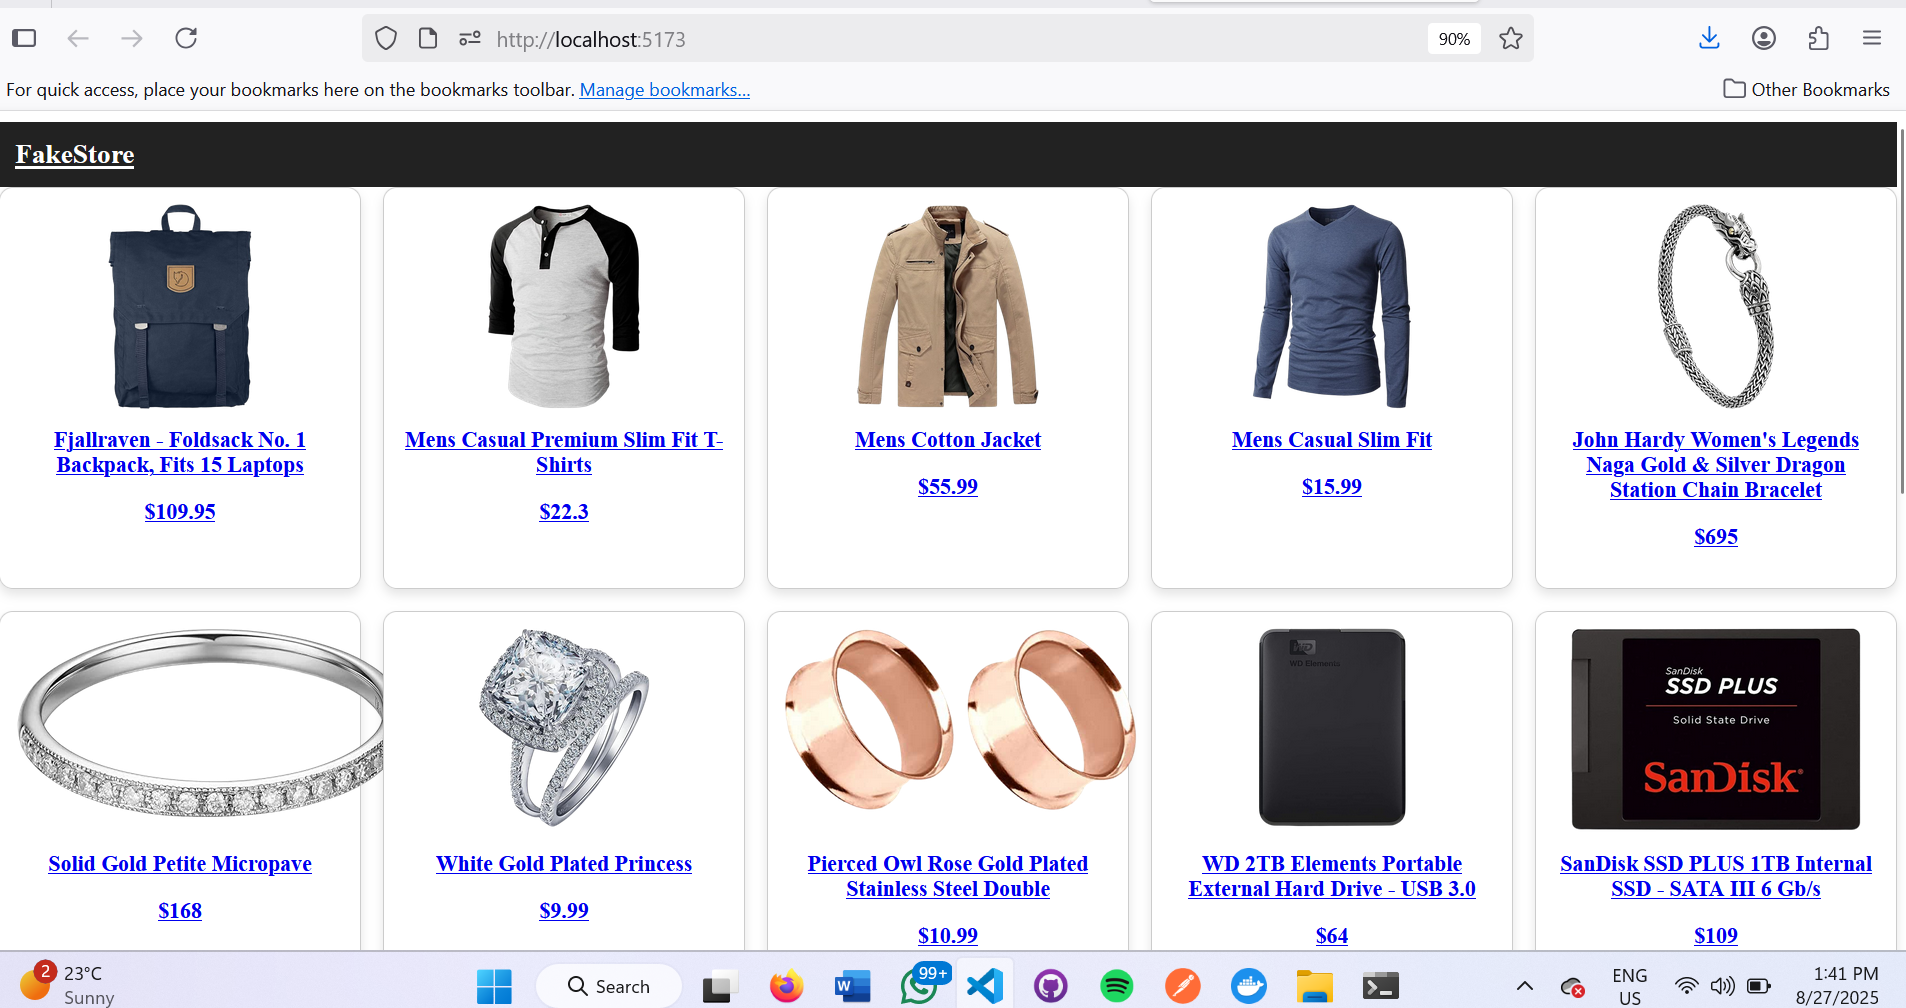 http://localhost:5173
90%
For quick access, place your bookmarks here on the bookmarks toolbar. Manage bookmarks...
Other Bookmarks
FakeStore
Fjallraven - Foldsack No. 1
Backpack, Fits 15 Laptops
$109.95
Mens Casual Premium Slim Fit T-
Shirts
$22.3
Mens Cotton Jacket
$55.99
Mens Casual Slim Fit
$15.99
John Hardy Women's Legends
Naga Gold & Silver Dragon
Station Chain Bracelet
$695
Solid Gold Petite Micropave
$168
White Gold Plated Princess
$9.99
Pierced Owl Rose Gold Plated
Stainless Steel Double
$10.99
WD
WD Elements
WD 2TB Elements Portable
External Hard Drive - USB 3.0
$64
SanDisk
SSD PLUS
Solid State Drive
SanDisk
SanDisk SSD PLUS 1TB Internal
SSD - SATA III 6 Gb/s
$109
2
23°C
Sunny
Search
W
99+
ENG
US
1:41 PM
8/27/2025